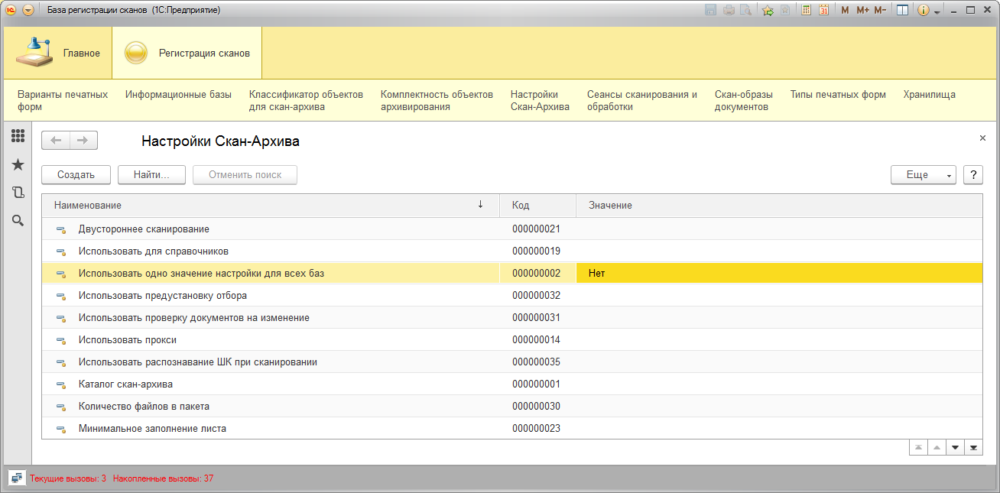 База регистрации сканов (1С:Предприятие)
M M+ M-
Главное
Регистрация сканов
Варианты печатных форм
Информационные базы
Классификатор объектов для скан-архива
Комплектность объектов архивирования
Настройки Скан-Архива
Сеансы сканирования и обработки
Скан-образы документов
Типы печатных форм
Хранилища
Настройки Скан-Архива
Создать Найти... Отменить поиск Еще ?
Наименование Код Значение
Двустороннее сканирование 000000021
Использовать для справочников 000000019
Использовать одно значение настройки для всех баз 000000002 Нет
Использовать предустановку отбора 000000032
Использовать проверку документов на изменение 000000031
Использовать прокси 000000014
Использовать распознавание ШК при сканировании 000000035
Каталог скан-архива 000000001
Количество файлов в пакета 000000030
Минимальное заполнение листа 000000023
Текущие вызовы: 3 Накопленные вызовы: 37